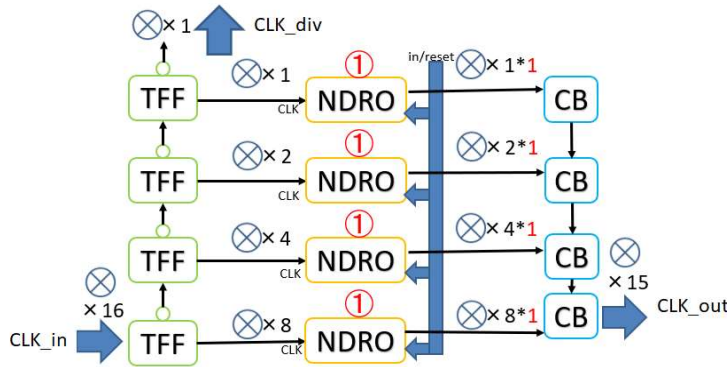 × 1
CLK_div
in/reset
× 1
①
× 1*1
TFF
CLK
NDRO
CB
× 2
①
× 2*1
TFF
CLK
NDRO
CB
× 4
①
× 4*1
TFF
CLK
NDRO
CB
× 16
× 15
× 8
①
× 8*1
CLK_in
TFF
CLK
NDRO
CB
CLK_out